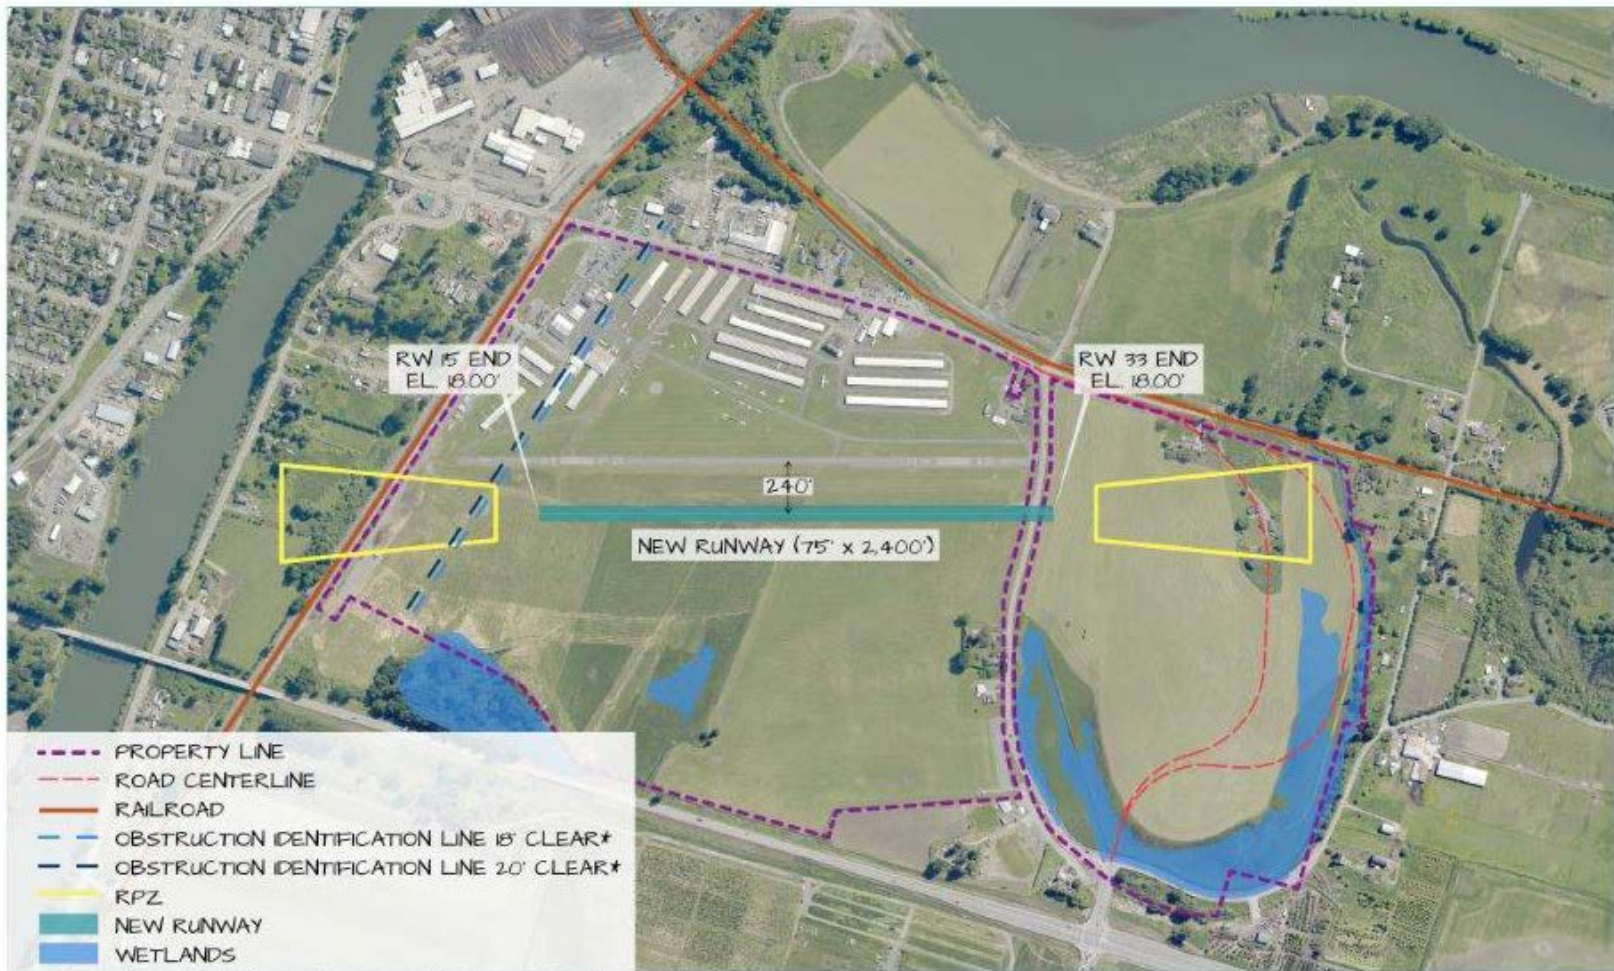 RW 15 END
EL. 18.00'
RW 33 END
EL. 18.00'
240'
NEW RUNWAY (75' x 2,400')
PROPERTY LINE
ROAD CENTERLINE
RAILROAD
OBSTRUCTION IDENTIFICATION LINE 18' CLEAR*
OBSTRUCTION IDENTIFICATION LINE 20' CLEAR*
RPZ
NEW RUNWAY
WETLANDS